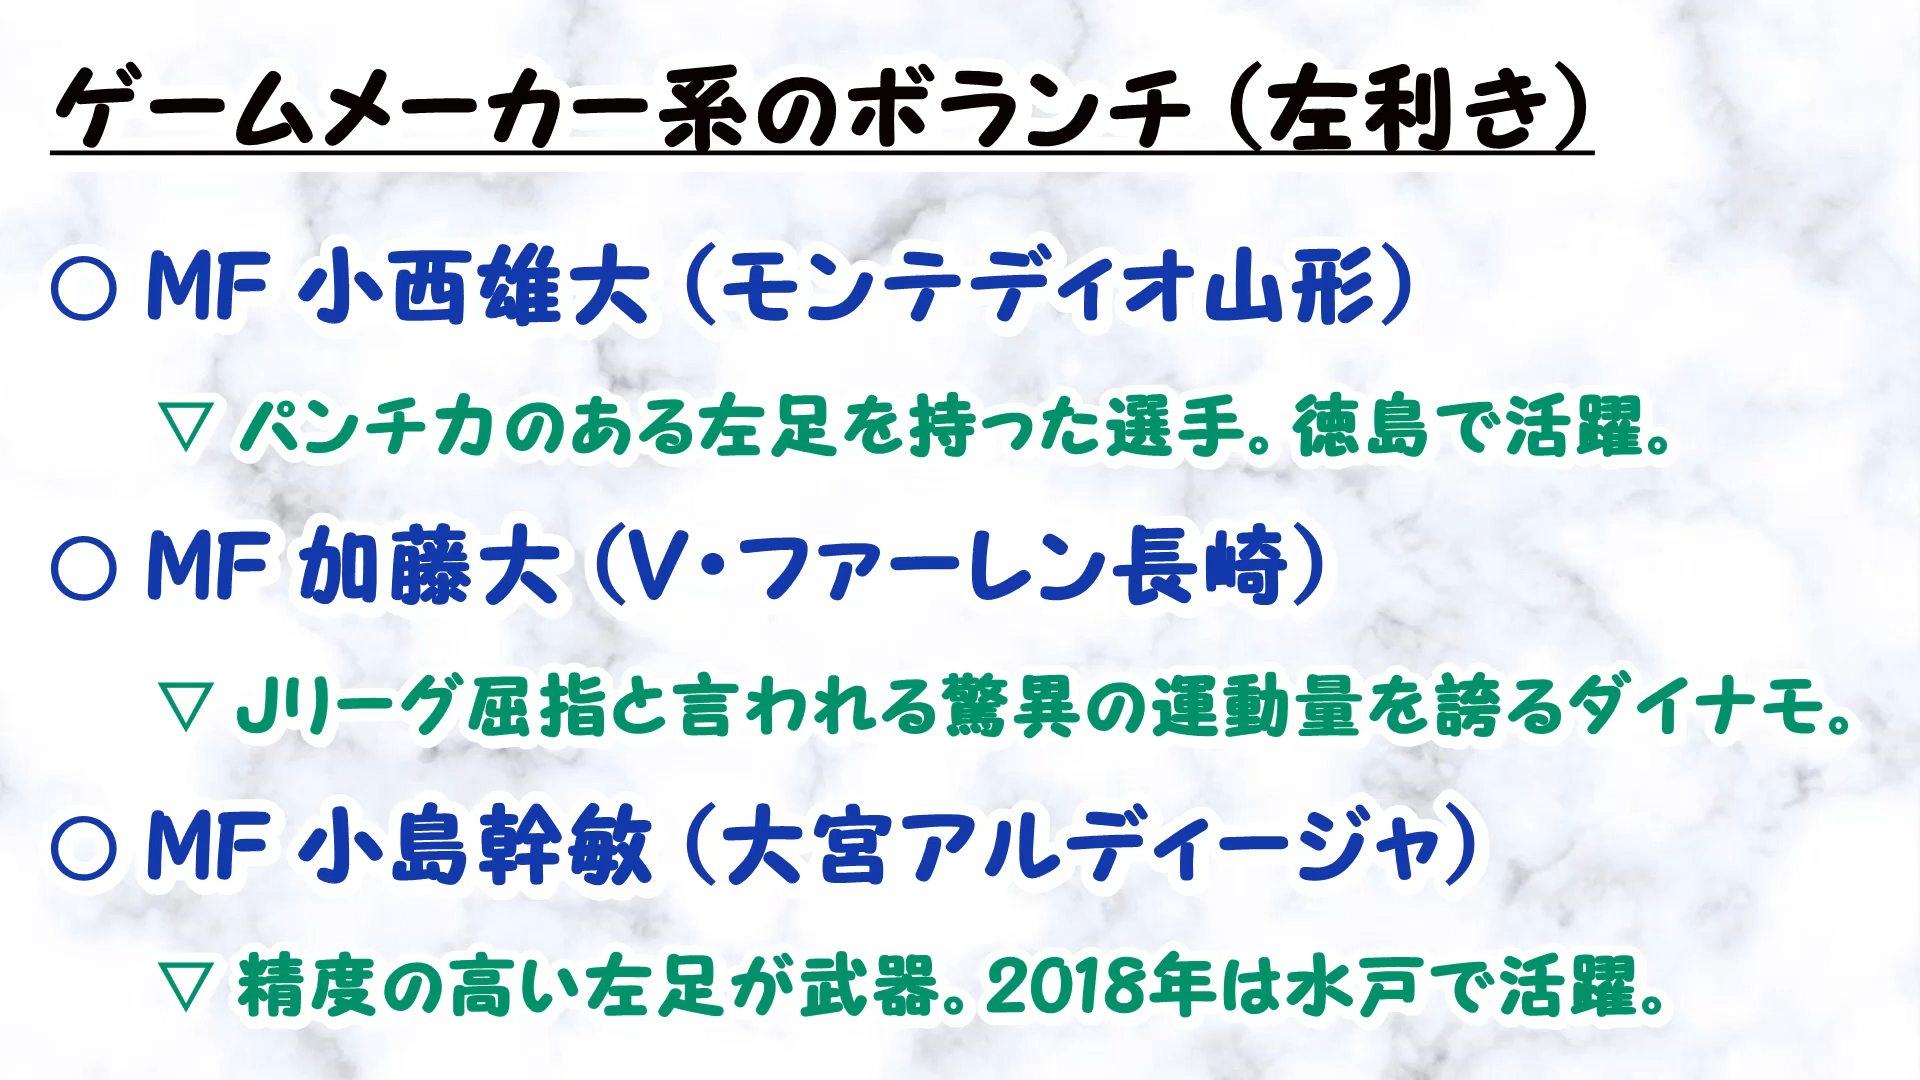 ゲームメーカー系のボランチ（左利き）
○ MF 小西雄大（モンテディオ山形）
▽ パンチ力のある左足を持った選手。徳島で活躍。
○ MF 加藤大（V・ファーレン長崎）
▽ Jリーグ屈指と言われる驚異の運動量を誇るダイナモ。
○ MF 小島幹敏（大宮アルディージャ）
▽ 精度の高い左足が武器。2018年は水戸で活躍。